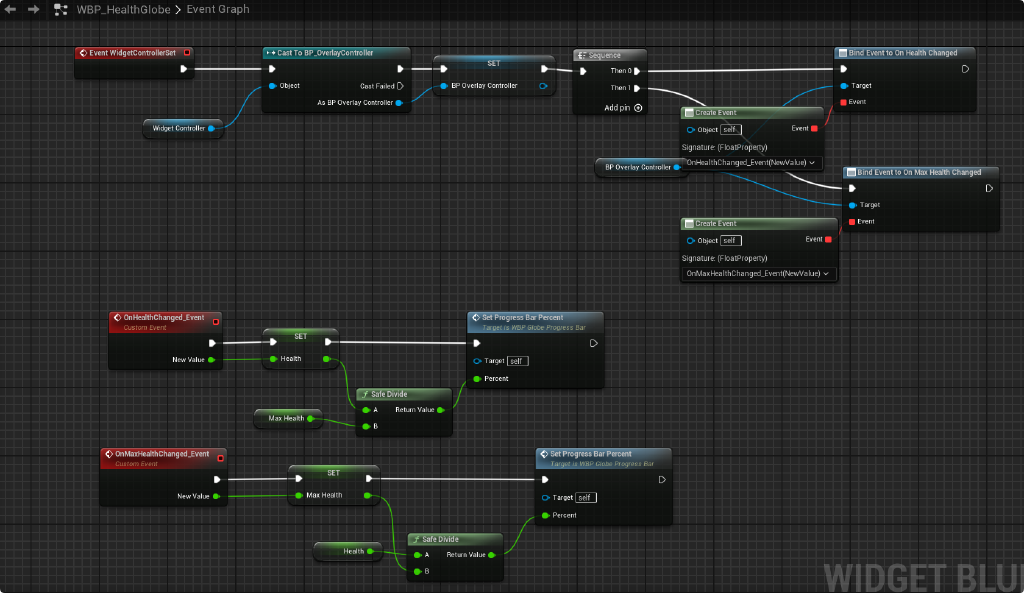 WBP_HealthGlobe > Event Graph
Event WidgetControllerSet
Cast To BP_OverlayController
Object
Cast Failed
As BP Overlay Controller
Widget Controller
SET
BP Overlay Controller
Sequence
Then 0
Then 1
Add pin
Bind Event to On Health Changed
Target
Event
Create Event
Object self
Event
Signature: (FloatProperty)
OnHealthChanged_Event(NewValue)
BP Overlay Controller
Bind Event to On Max Health Changed
Target
Event
Create Event
Object self
Event
Signature: (FloatProperty)
OnMaxHealthChanged_Event(NewValue)
OnHealthChanged_Event
Custom Event
New Value
SET
Health
Set Progress Bar Percent
Target is WBP Globe Progress Bar
Target self
Percent
Safe Divide
A
Return Value
B
Max Health
OnMaxHealthChanged_Event
Custom Event
New Value
SET
Max Health
Set Progress Bar Percent
Target is WBP Globe Progress Bar
Target self
Percent
Safe Divide
A
Return Value
B
Health
WIDGET BLU